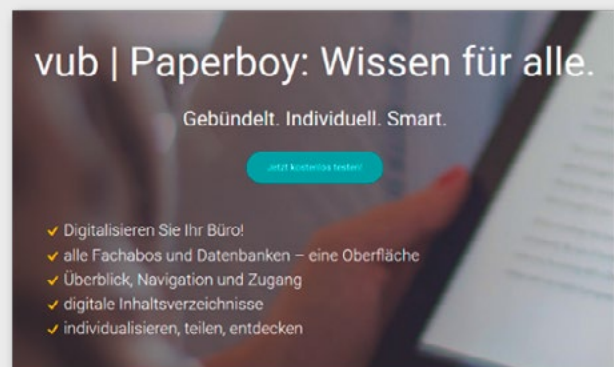 vub | Paperboy: Wissen für alle.
Gebündelt. Individuell. Smart.
Jetzt kostenlos testen!
✓ Digitalisieren Sie Ihr Büro!
✓ alle Fachabos und Datenbanken – eine Oberfläche
✓ Überblick, Navigation und Zugang
✓ digitale Inhaltsverzeichnisse
✓ individualisieren, teilen, entdecken